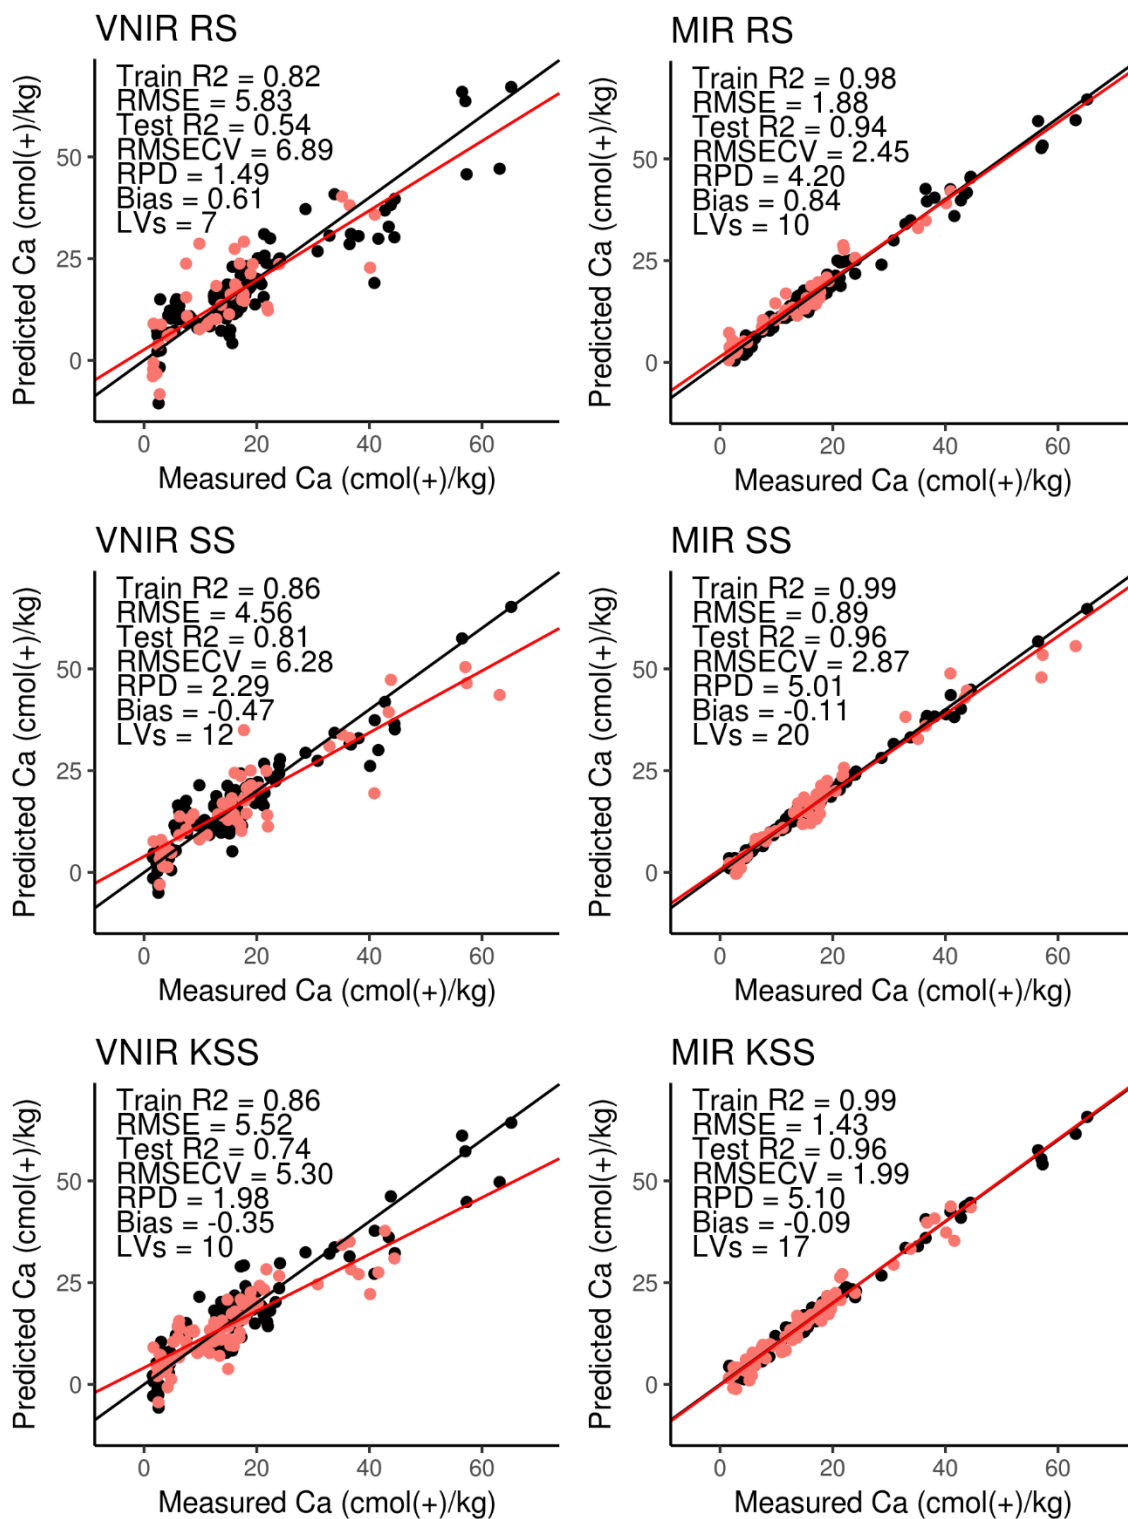 VNIR RS
Train R2 = 0.82
RMSE = 5.83
Test R2 = 0.54
RMSECV = 6.89
RPD = 1.49
Bias = 0.61
LVs = 7
Predicted Ca (cmol(+)/kg)
50
25
0
0 20 40 60
Measured Ca (cmol(+)/kg)
MIR RS
Train R2 = 0.98
RMSE = 1.88
Test R2 = 0.94
RMSECV = 2.45
RPD = 4.20
Bias = 0.84
LVs = 10
Predicted Ca (cmol(+)/kg)
50
25
0
0 20 40 60
Measured Ca (cmol(+)/kg)
VNIR SS
Train R2 = 0.86
RMSE = 4.56
Test R2 = 0.81
RMSECV = 6.28
RPD = 2.29
Bias = -0.47
LVs = 12
Predicted Ca (cmol(+)/kg)
50
25
0
0 20 40 60
Measured Ca (cmol(+)/kg)
MIR SS
Train R2 = 0.99
RMSE = 0.89
Test R2 = 0.96
RMSECV = 2.87
RPD = 5.01
Bias = -0.11
LVs = 20
Predicted Ca (cmol(+)/kg)
50
25
0
0 20 40 60
Measured Ca (cmol(+)/kg)
VNIR KSS
Train R2 = 0.86
RMSE = 5.52
Test R2 = 0.74
RMSECV = 5.30
RPD = 1.98
Bias = -0.35
LVs = 10
Predicted Ca (cmol(+)/kg)
50
25
0
0 20 40 60
Measured Ca (cmol(+)/kg)
MIR KSS
Train R2 = 0.99
RMSE = 1.43
Test R2 = 0.96
RMSECV = 1.99
RPD = 5.10
Bias = -0.09
LVs = 17
Predicted Ca (cmol(+)/kg)
50
25
0
0 20 40 60
Measured Ca (cmol(+)/kg)